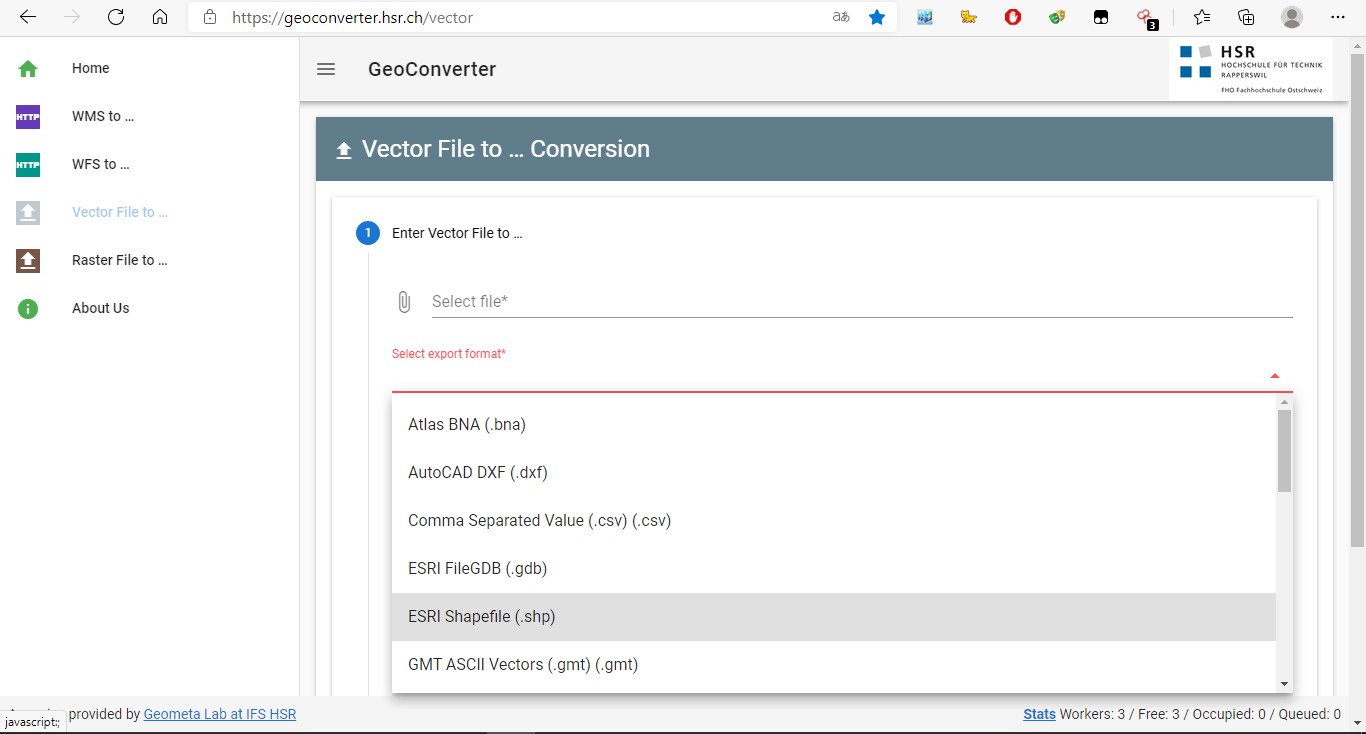 https://geoconverter.hsr.ch/vector
aあ
3
Home
WMS to ...
WFS to ...
Vector File to ...
Raster File to ...
About Us
HTTP
HTTP
GeoConverter
HSR
HOCHSCHULE FÜR TECHNIK
RAPPERSWIL
FHO Fachhochschule Ostschweiz
Vector File to ... Conversion
1 Enter Vector File to ...
Select file*
Select export format*
Atlas BNA (.bna)
AutoCAD DXF (.dxf)
Comma Separated Value (.csv) (.csv)
ESRI FileGDB (.gdb)
ESRI Shapefile (.shp)
GMT ASCII Vectors (.gmt) (.gmt)
provided by Geometa Lab at IFS HSR
Stats Workers: 3 / Free: 3 / Occupied: 0 / Queued: 0
javascript:;